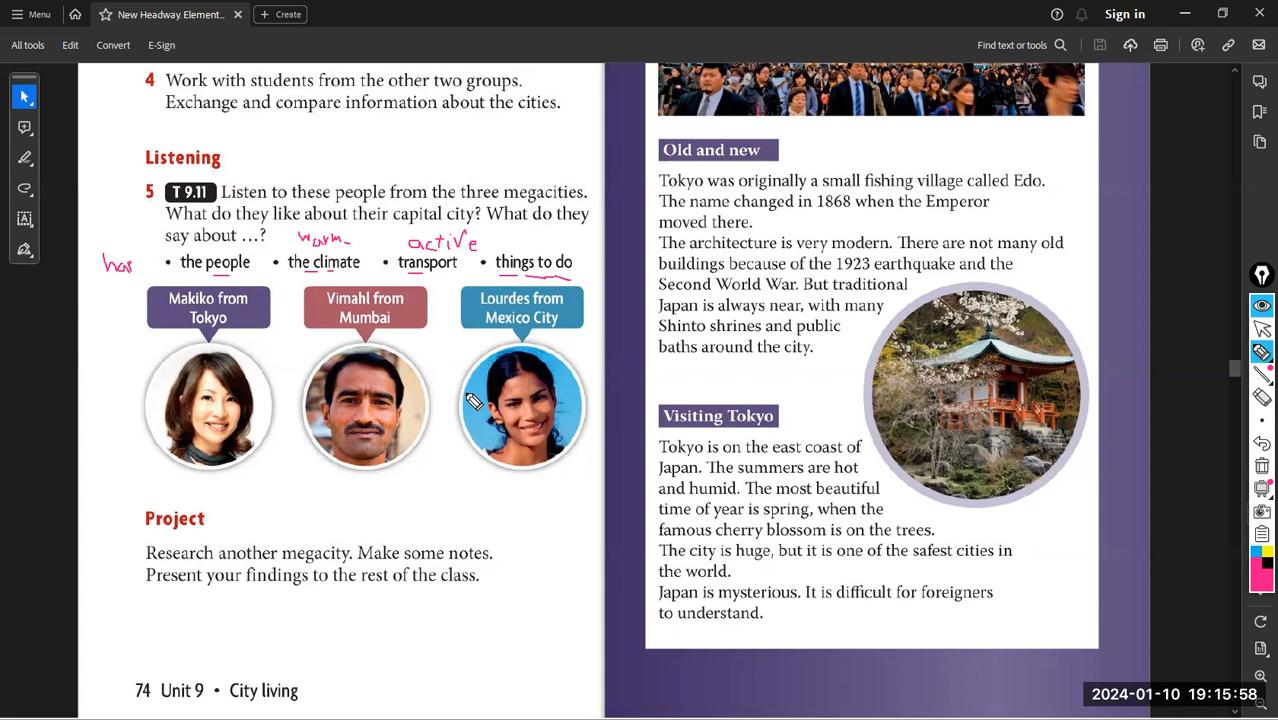 Menu
New Headway. Element...
Create
Sign in
All tools
Edit
Convert
E-Sign
Find text or tools
4 Work with students from the other two groups.
Exchange and compare information about the cities.
Listening
5 T 9.11 Listen to these people from the three megacities.
What do they like about their capital city? What do they
say about …?
warm
active
• the people • the climate • transport • things to do
Makiko from
Tokyo
Vimahl from
Mumbai
Lourdes from
Mexico City
Project
Research another megacity. Make some notes.
Present your findings to the rest of the class.
74 Unit 9 • City living
Old and new
Tokyo was originally a small fishing village called Edo.
The name changed in 1868 when the Emperor
moved there.
The architecture is very modern. There are not many old
buildings because of the 1923 earthquake and the
Second World War. But traditional
Japan is always near, with many
Shinto shrines and public
baths around the city.
Visiting Tokyo
Tokyo is on the east coast of
Japan. The summers are hot
and humid. The most beautiful
time of year is spring, when the
famous cherry blossom is on the trees.
The city is huge, but it is one of the safest cities in
the world.
Japan is mysterious. It is difficult for foreigners
to understand.
2024-01-10 19:15:58